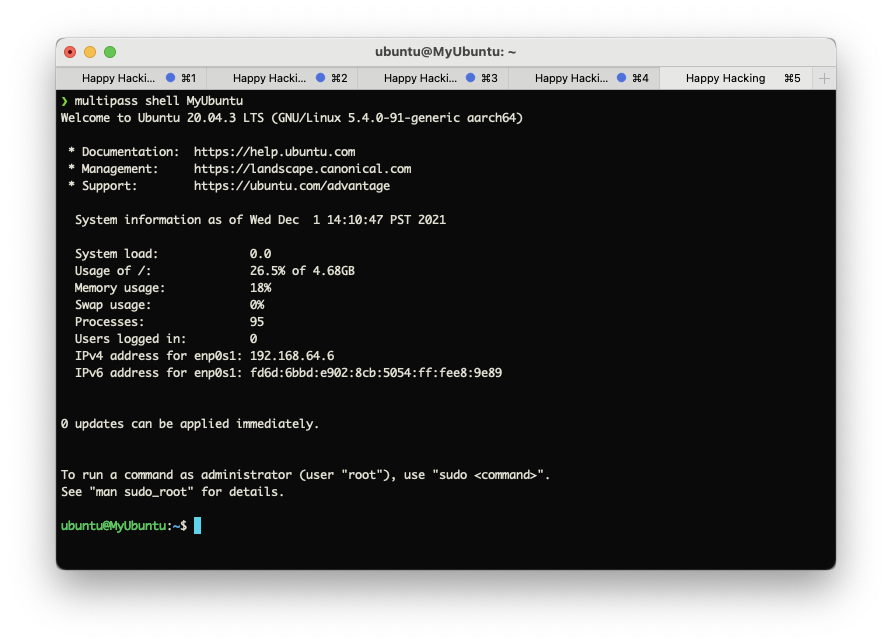 ubuntu@MyUbuntu: ~
Happy Hacki... ⌘1 Happy Hacki... ⌘2 Happy Hacki... ⌘3 Happy Hacki... ⌘4 Happy Hacking ⌘5
❯ multipass shell MyUbuntu
Welcome to Ubuntu 20.04.3 LTS (GNU/Linux 5.4.0-91-generic aarch64)
* Documentation:  https://help.ubuntu.com
* Management:     https://landscape.canonical.com
* Support:        https://ubuntu.com/advantage
System information as of Wed Dec  1 14:10:47 PST 2021
System load:             0.0
Usage of /:              26.5% of 4.68GB
Memory usage:            18%
Swap usage:              0%
Processes:               95
Users logged in:         0
IPv4 address for enp0s1: 192.168.64.6
IPv6 address for enp0s1: fd6d:6bbd:e902:8cb:5054:ff:fee8:9e89
0 updates can be applied immediately.
To run a command as administrator (user "root"), use "sudo <command>".
See "man sudo_root" for details.
ubuntu@MyUbuntu:~$